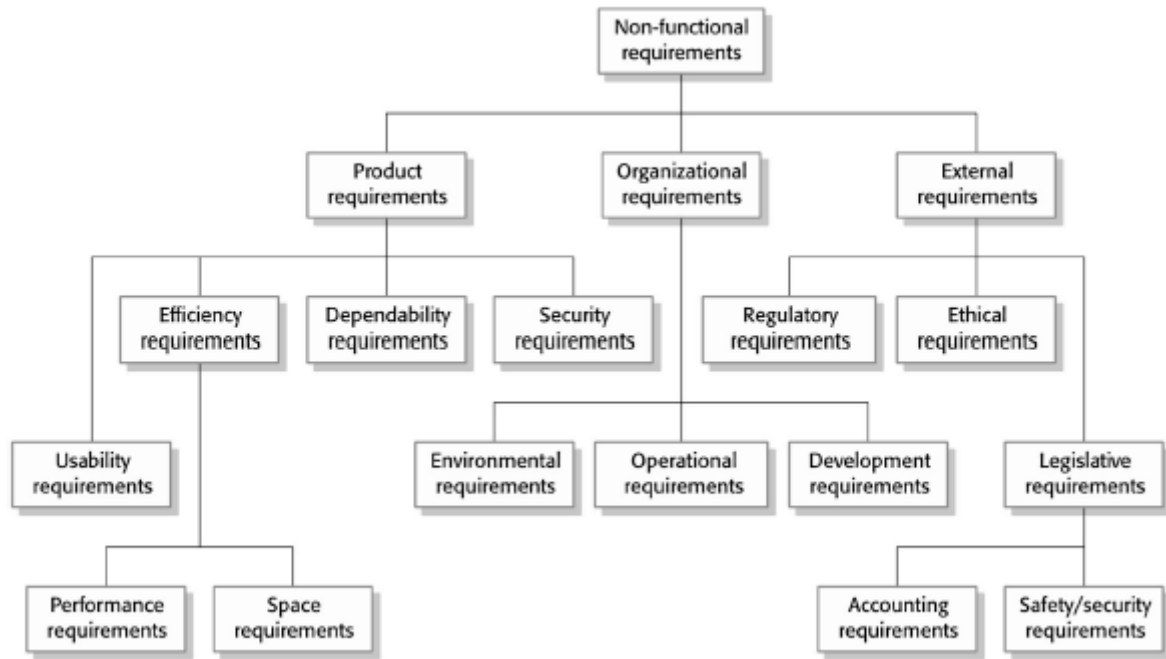 Non-functional
requirements
Product
requirements
Organizational
requirements
External
requirements
Efficiency
requirements
Dependability
requirements
Security
requirements
Regulatory
requirements
Ethical
requirements
Usability
requirements
Environmental
requirements
Operational
requirements
Development
requirements
Legislative
requirements
Performance
requirements
Space
requirements
Accounting
requirements
Safety/security
requirements